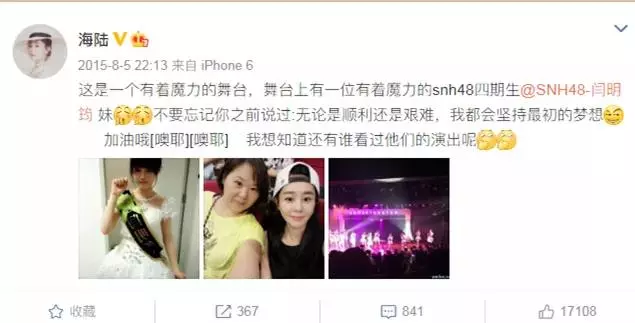 海陆
2015-8-5 22:13 来自 iPhone 6
这是一个有着魔力的舞台，舞台上有一位有着魔力的snh48四期生@SNH48-闫明
筠 妹 不要忘记你之前说过:无论是顺利还是艰难，我都会坚持最初的梦想
加油哦[噢耶][噢耶] 我想知道还有谁看过他们的演出呢
收藏 367 841 17108